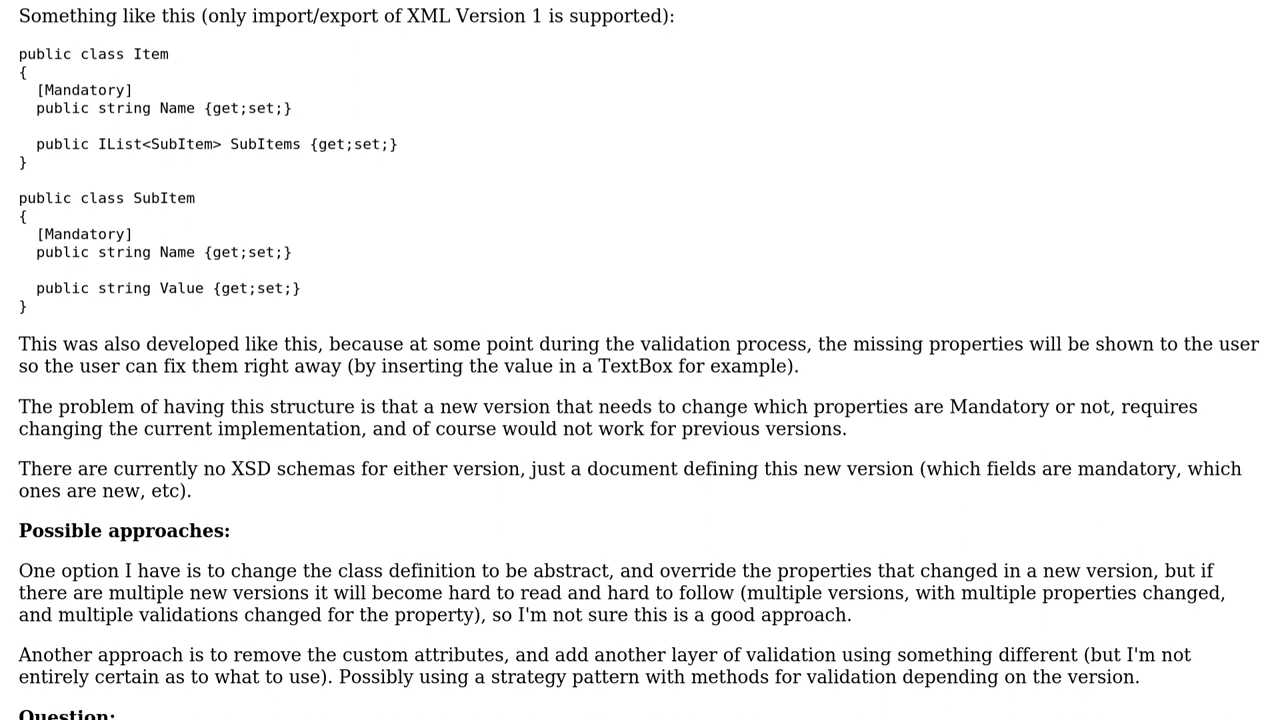 Something like this (only import/export of XML Version 1 is supported):
public class Item
{
  [Mandatory]
  public string Name {get;set;}
  public IList<SubItem> SubItems {get;set;}
}
public class SubItem
{
  [Mandatory]
  public string Name {get;set;}
  public string Value {get;set;}
}
This was also developed like this, because at some point during the validation process, the missing properties will be shown to the user
so the user can fix them right away (by inserting the value in a TextBox for example).
The problem of having this structure is that a new version that needs to change which properties are Mandatory or not, requires
changing the current implementation, and of course would not work for previous versions.
There are currently no XSD schemas for either version, just a document defining this new version (which fields are mandatory, which
ones are new, etc).
Possible approaches:
One option I have is to change the class definition to be abstract, and override the properties that changed in a new version, but if
there are multiple new versions it will become hard to read and hard to follow (multiple versions, with multiple properties changed,
and multiple validations changed for the property), so I'm not sure this is a good approach.
Another approach is to remove the custom attributes, and add another layer of validation using something different (but I'm not
entirely certain as to what to use). Possibly using a strategy pattern with methods for validation depending on the version.
Question: